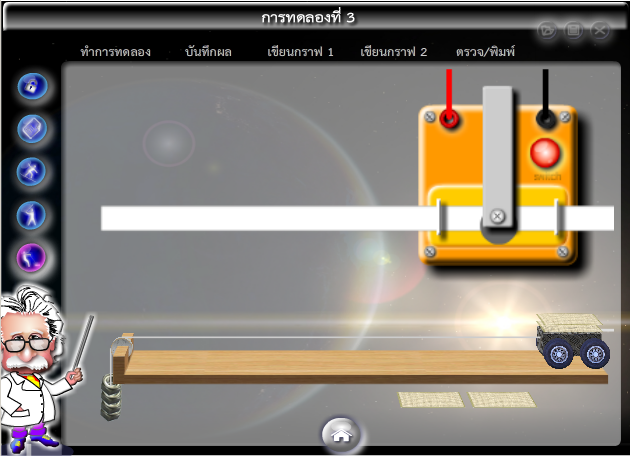 การทดลองที่ 3
ทำการทดลอง บันทึกผล เขียนกราฟ 1 เขียนกราฟ 2 ตรวจ/พิมพ์